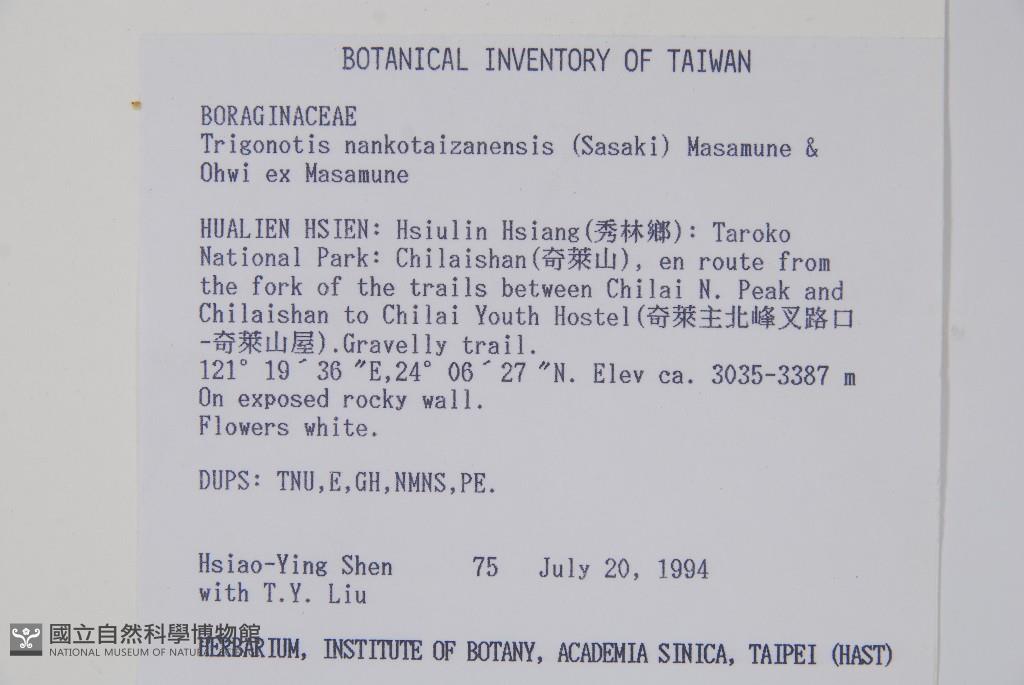 BOTANICAL INVENTORY OF TAIWAN
BORAGINACEAE
Trigonotis nankotaizanensis (Sasaki) Masamune &
Ohwi ex Masamune
HUALIEN HSIEN: Hsiulin Hsiang(秀林鄉): Taroko
National Park: Chilaishan(奇萊山), en route from
the fork of the trails between Chilai N. Peak and
Chilaishan to Chilai Youth Hostel(奇萊主北峰叉路口
-奇萊山屋).Gravelly trail.
121° 19´36 ″E,24° 06´27 ″N. Elev ca. 3035-3387 m
On exposed rocky wall.
Flowers white.
DUPS: TNU,E,GH,NMNS,PE.
Hsiao-Ying Shen 75 July 20, 1994
with T.Y. Liu
國立自然科學博物館
NATIONAL MUSEUM OF
HERBARIUM, INSTITUTE OF BOTANY, ACADEMIA SINICA, TAIPEI (HAST)